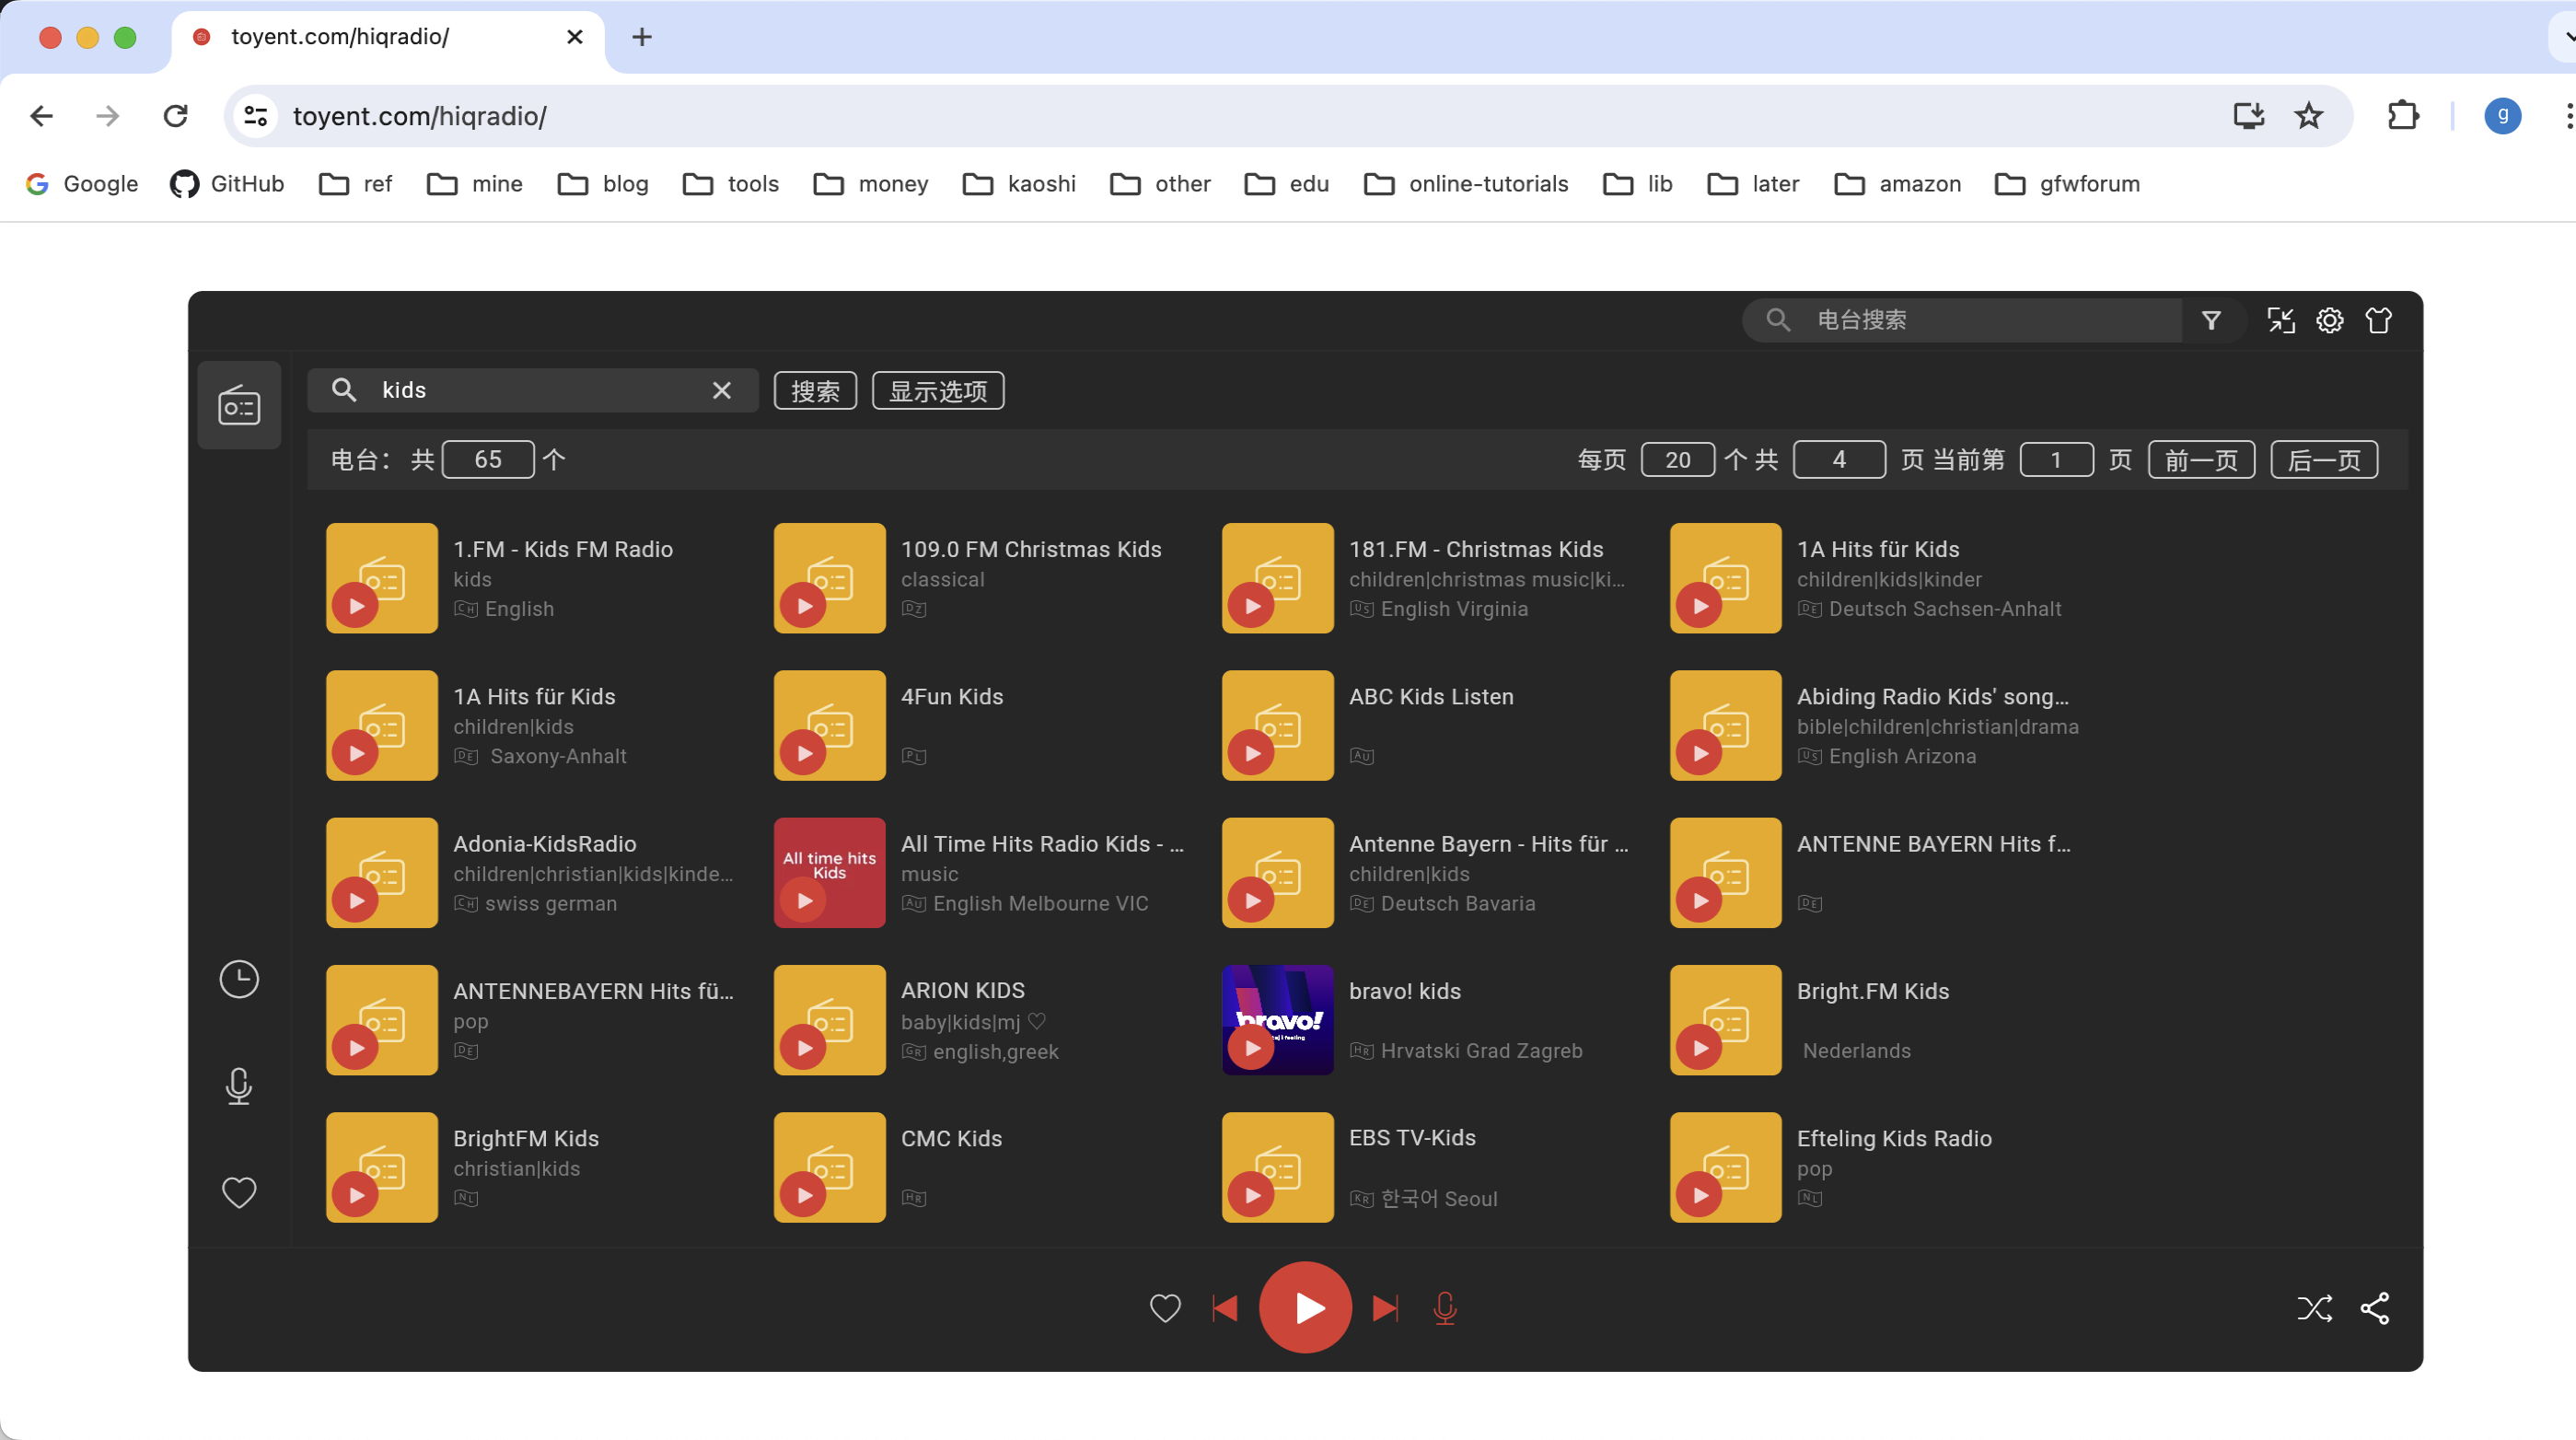 toyent.com/hiqradio/
toyent.com/hiqradio/
g
Google GitHub ref mine blog tools money kaoshi other edu online-tutorials lib later amazon gfwforum
电台搜索
kids 搜索 显示选项
电台： 共 65 个 每页 20 个 共 4 页 当前第 1 页 前一页 后一页
1.FM - Kids FM Radio
kids
CH English
109.0 FM Christmas Kids
classical
DZ
181.FM - Christmas Kids
children|christmas music|ki...
US English Virginia
1A Hits für Kids
children|kids|kinder
DE Deutsch Sachsen-Anhalt
1A Hits für Kids
children|kids
DE Saxony-Anhalt
4Fun Kids
PL
ABC Kids Listen
AU
Abiding Radio Kids' song...
bible|children|christian|drama
US English Arizona
Adonia-KidsRadio
children|christian|kids|kinde...
CH swiss german
All time hits
Kids
All Time Hits Radio Kids - ...
music
AU English Melbourne VIC
Antenne Bayern - Hits für ...
children|kids
DE Deutsch Bavaria
ANTENNE BAYERN Hits f...
DE
ANTENNEBAYERN Hits fü...
pop
DE
ARION KIDS
baby|kids|mj ♡
GR english,greek
bravo!
bravo! kids
HR Hrvatski Grad Zagreb
Bright.FM Kids
Nederlands
BrightFM Kids
christian|kids
NL
CMC Kids
HR
EBS TV-Kids
KR 한국어 Seoul
Efteling Kids Radio
pop
NL